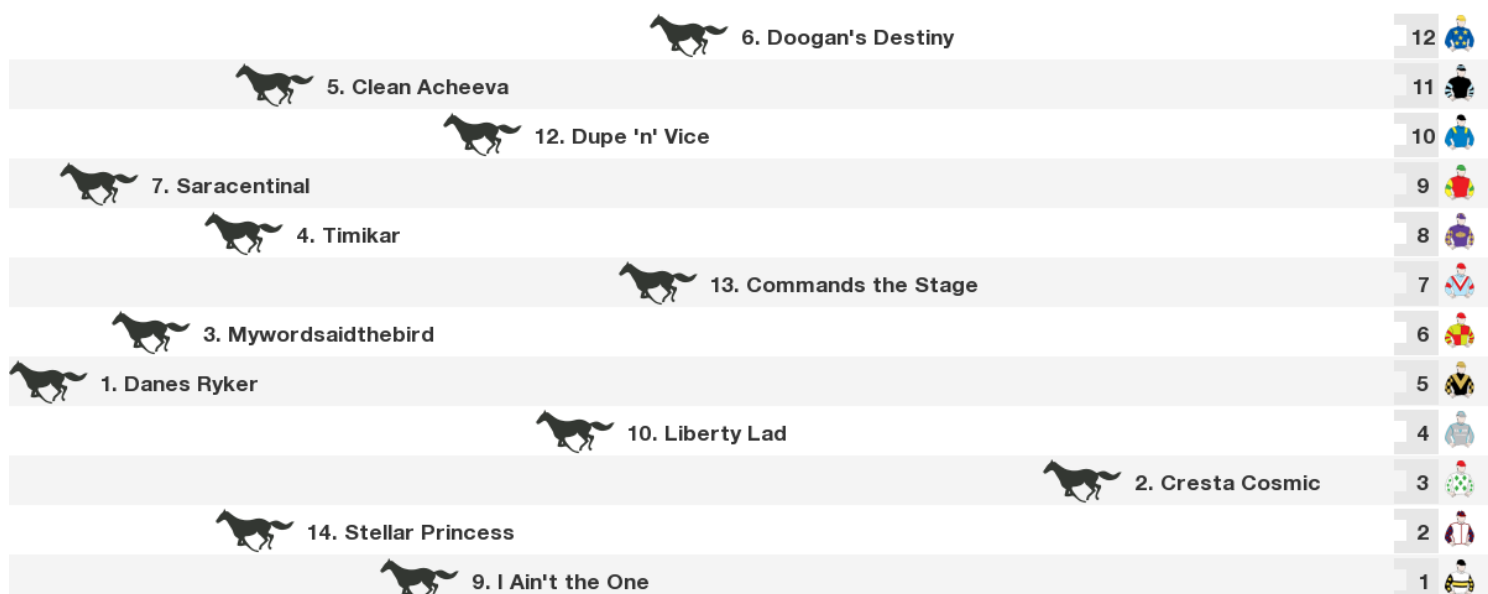 6. Doogan's Destiny 12
5. Clean Acheeva 11
12. Dupe 'n' Vice 10
7. Saracentinal 9
4. Timikar 8
13. Commands the Stage 7
3. Mywordsaidthebird 6
1. Danes Ryker 5
10. Liberty Lad 4
2. Cresta Cosmic 3
14. Stellar Princess 2
9. I Ain't the One 1